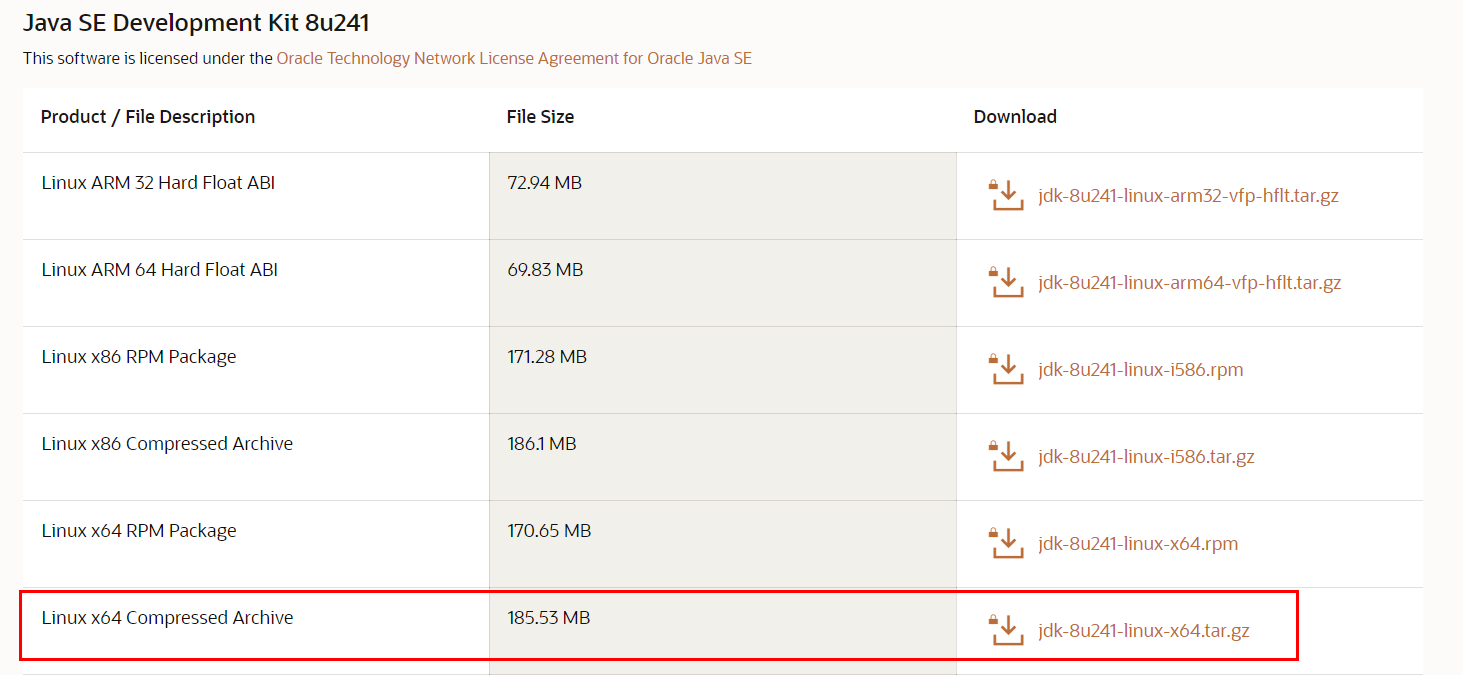 Java SE Development Kit 8u241
This software is licensed under the Oracle Technology Network License Agreement for Oracle Java SE
Product / File Description File Size Download
Linux ARM 32 Hard Float ABI 72.94 MB jdk-8u241-linux-arm32-vfp-hflt.tar.gz
Linux ARM 64 Hard Float ABI 69.83 MB jdk-8u241-linux-arm64-vfp-hflt.tar.gz
Linux x86 RPM Package 171.28 MB jdk-8u241-linux-i586.rpm
Linux x86 Compressed Archive 186.1 MB jdk-8u241-linux-i586.tar.gz
Linux x64 RPM Package 170.65 MB jdk-8u241-linux-x64.rpm
Linux x64 Compressed Archive 185.53 MB jdk-8u241-linux-x64.tar.gz